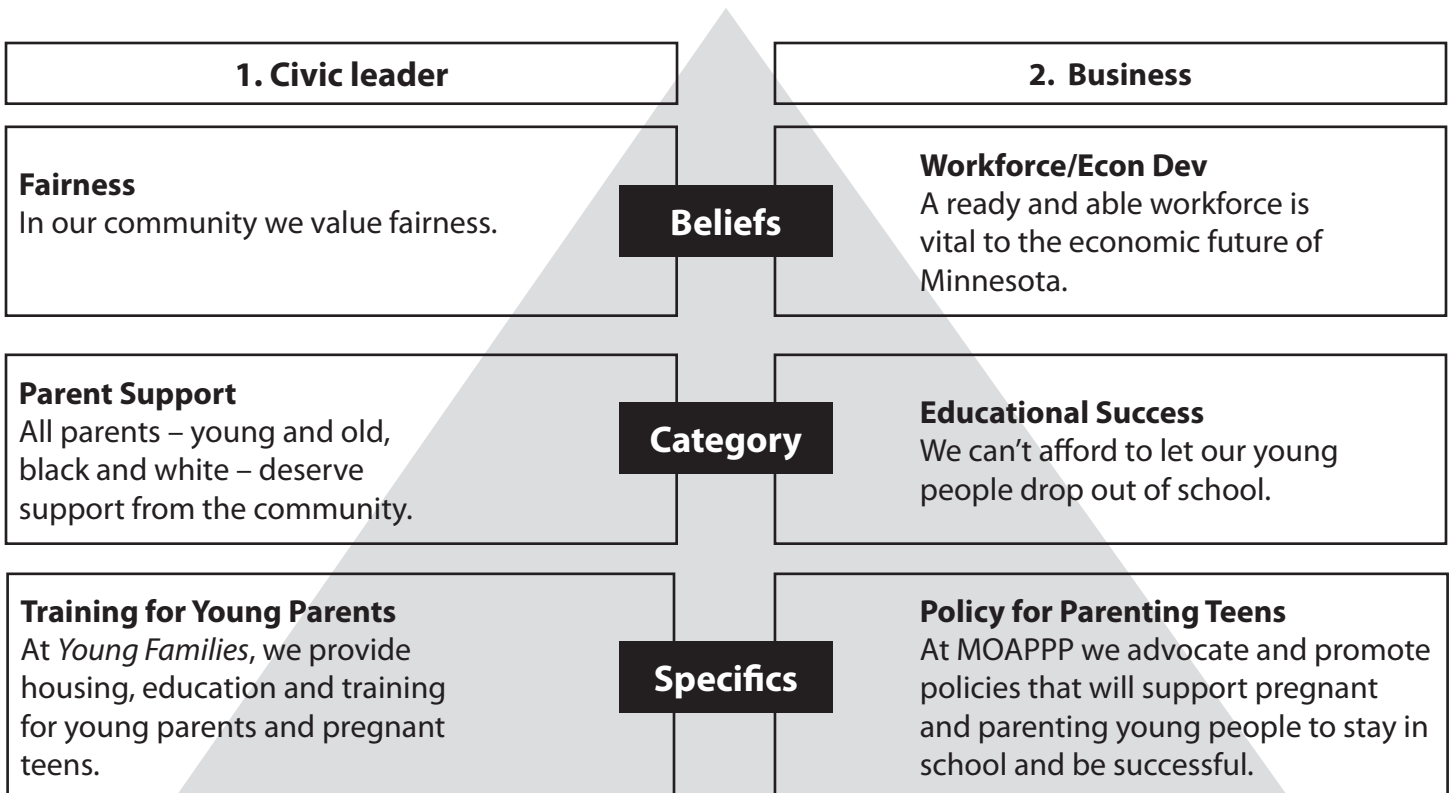 1. Civic leader
2. Business
Fairness
In our community we value fairness.
Beliefs
Workforce/Econ Dev
A ready and able workforce is
vital to the economic future of
Minnesota.
Parent Support
All parents – young and old,
black and white – deserve
support from the community.
Category
Educational Success
We can’t afford to let our young
people drop out of school.
Training for Young Parents
At Young Families, we provide
housing, education and training
for young parents and pregnant
teens.
Specifics
Policy for Parenting Teens
At MOAPPP we advocate and promote
policies that will support pregnant
and parenting young people to stay in
school and be successful.